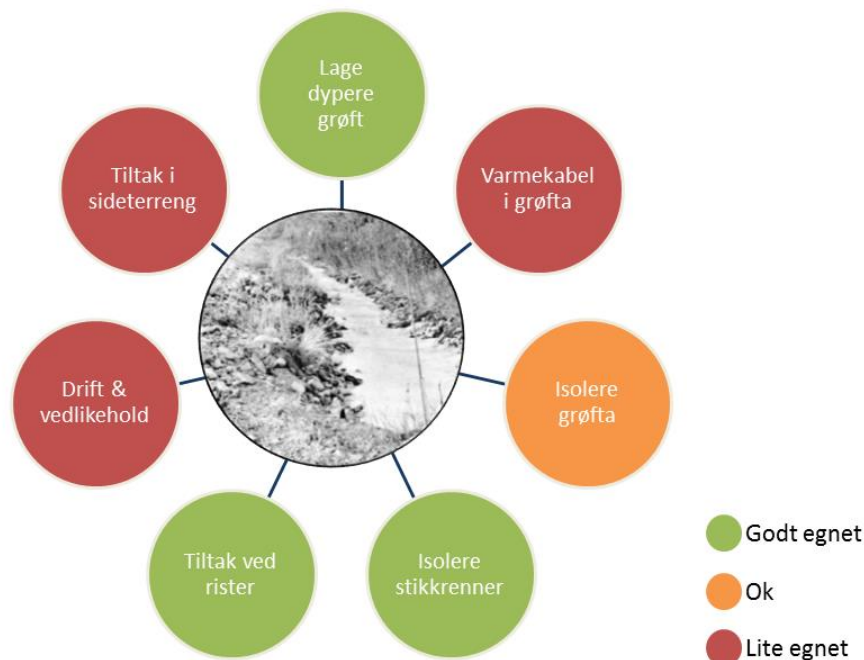 Lage
dypere
grøft
Varmekabel
i grøfta
Isolere
grøfta
Isolere
stikkrenner
Tiltak ved
rister
Drift &
vedlikehold
Tiltak i
sideterreng
Godt egnet
Ok
Lite egnet